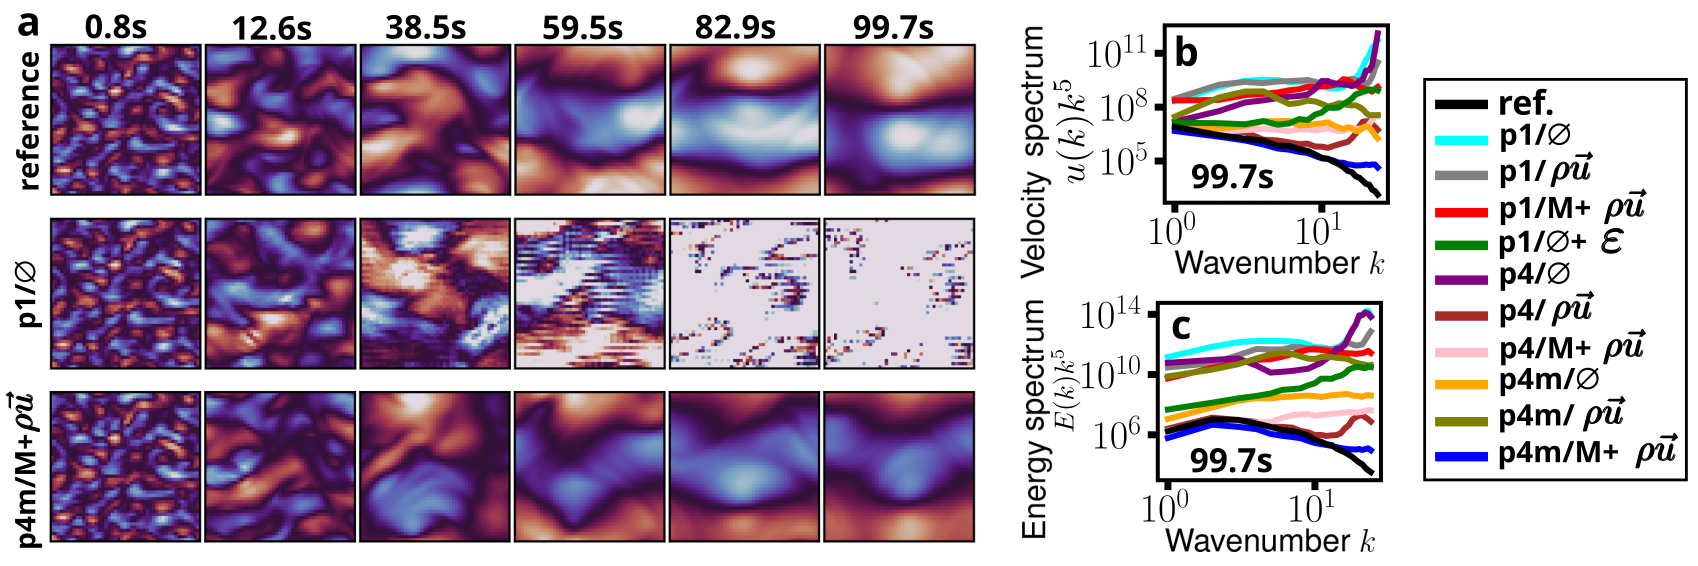 a
0.8s 12.6s 38.5s 59.5s 82.9s 99.7s
reference
p1/∅
p4m/M+ρu⃗
b
Velocity spectrum
u(k)k⁵
10¹¹
10⁸
10⁵
99.7s
10⁰ 10¹
Wavenumber k
c
Energy spectrum
E(k)k⁵
10¹⁴
10¹⁰
10⁶
99.7s
10⁰ 10¹
Wavenumber k
ref.
p1/∅
p1/ρu⃗
p1/M+ ρu⃗
p1/∅+ ε
p4/∅
p4/ρu⃗
p4/M+ ρu⃗
p4m/∅
p4m/ ρu⃗
p4m/M+ ρu⃗